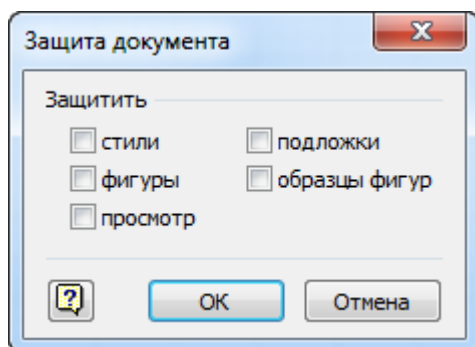 Защита документа
Защитить
стили подложки
фигуры образцы фигур
просмотр
ОК Отмена